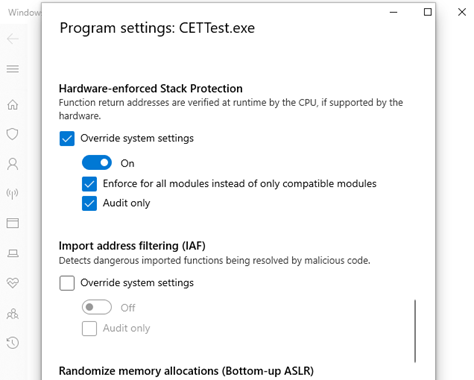 Window
Program settings: CETTest.exe
Hardware-enforced Stack Protection
Function return addresses are verified at runtime by the CPU, if supported by the
hardware.
Override system settings
On
Enforce for all modules instead of only compatible modules
Audit only
Import address filtering (IAF)
Detects dangerous imported functions being resolved by malicious code.
Override system settings
Off
Audit only
Randomize memory allocations (Bottom-up ASLR)